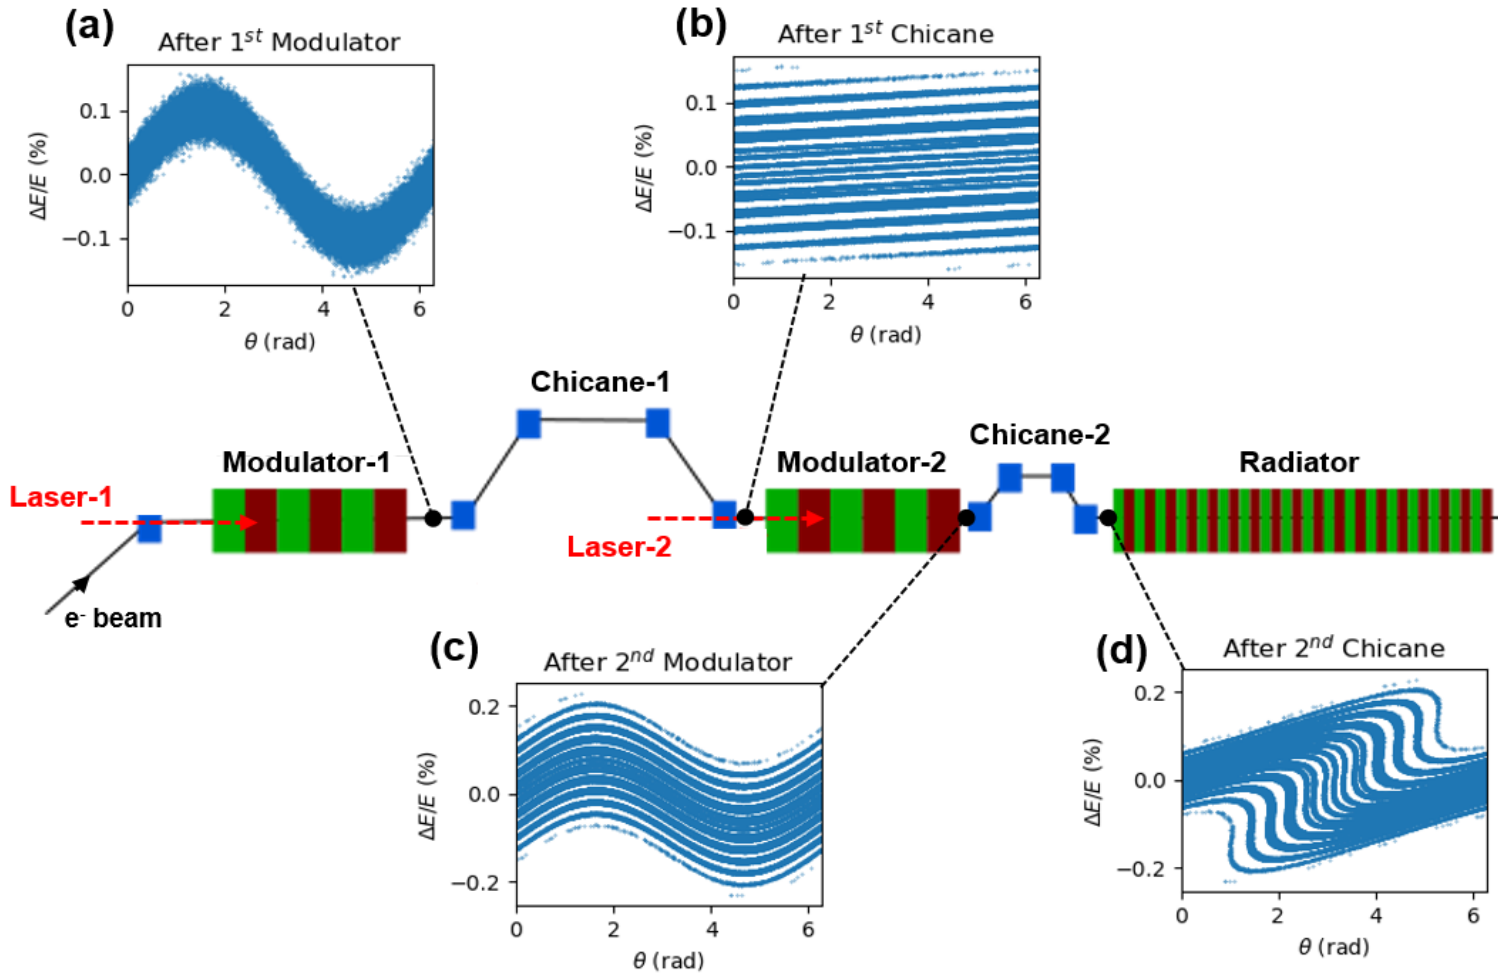 (a)
After 1st Modulator
ΔE/E (%)
0.1
0.0
−0.1
0 2 4 6
θ (rad)
(b)
After 1st Chicane
ΔE/E (%)
0.1
0.0
−0.1
0 2 4 6
θ (rad)
Chicane-1
Chicane-2
Modulator-1
Modulator-2
Radiator
Laser-1
Laser-2
e- beam
(c)
After 2nd Modulator
ΔE/E (%)
0.2
0.0
−0.2
0 2 4 6
θ (rad)
(d)
After 2nd Chicane
ΔE/E (%)
0.2
0.0
−0.2
0 2 4 6
θ (rad)